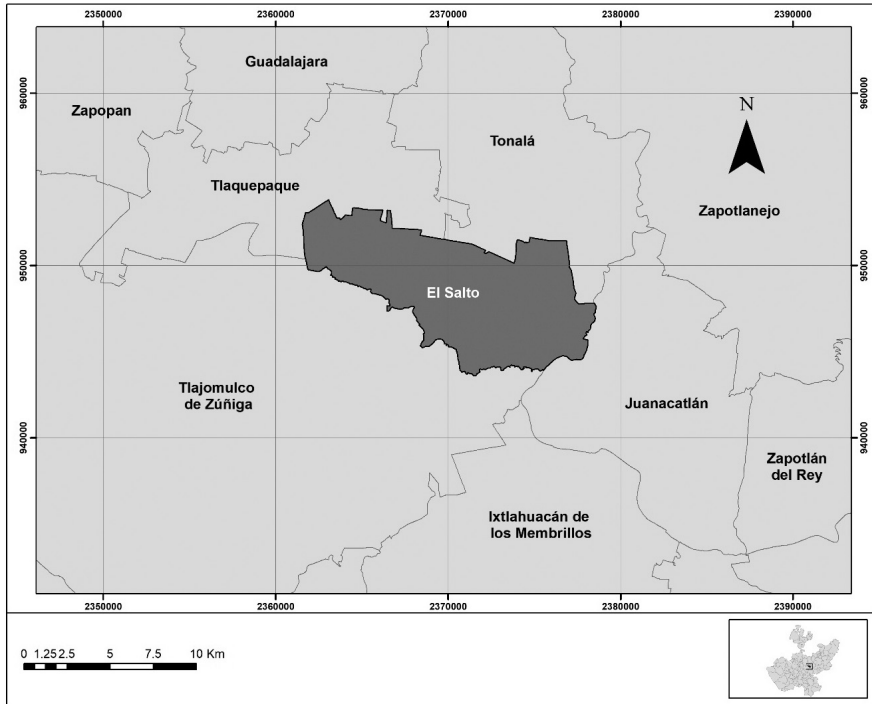 2350000 2360000 2370000 2380000 2390000
Guadalajara
960000 960000
Zapopan
N
Tonalá
Tlaquepaque
Zapotlanejo
950000 950000
El Salto
Tlajomulco
de Zúñiga
Juanacatlán
940000 940000
Zapotlán
del Rey
Ixtlahuacán de
los Membrillos
2350000 2360000 2370000 2380000 2390000
0 1.25 2.5 5 7.5 10 Km